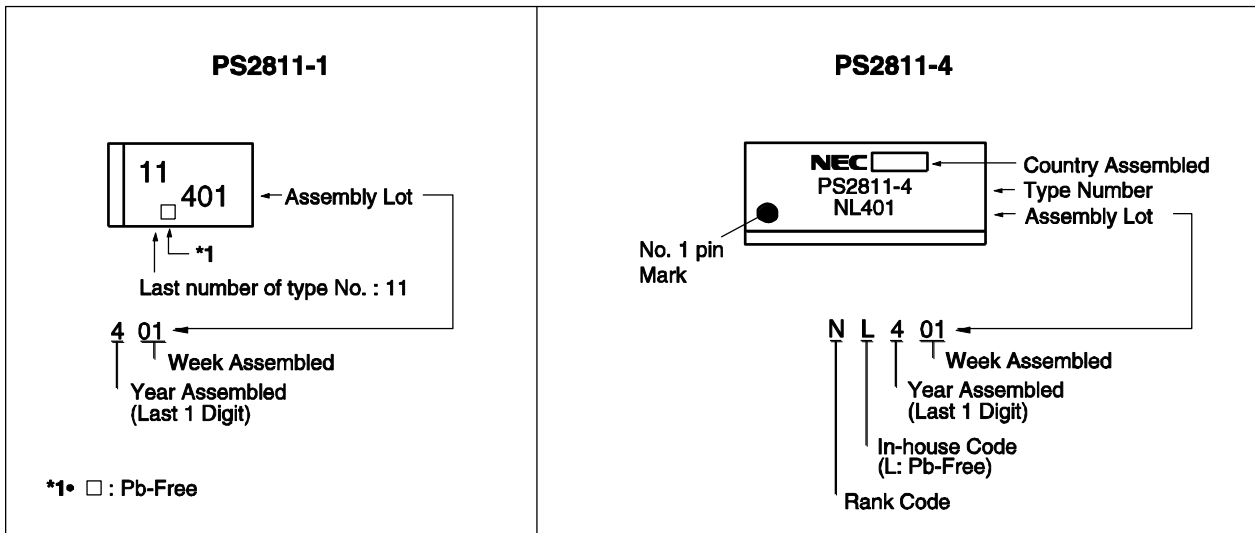 PS2811-1
11
□ 401
Assembly Lot
*1
Last number of type No. : 11
4 01
Week Assembled
Year Assembled
(Last 1 Digit)
*1• □ : Pb-Free
PS2811-4
NEC
PS2811-4
NL401
Country Assembled
Type Number
Assembly Lot
No. 1 pin
Mark
N L 4 01
Week Assembled
Year Assembled
(Last 1 Digit)
In-house Code
(L: Pb-Free)
Rank Code